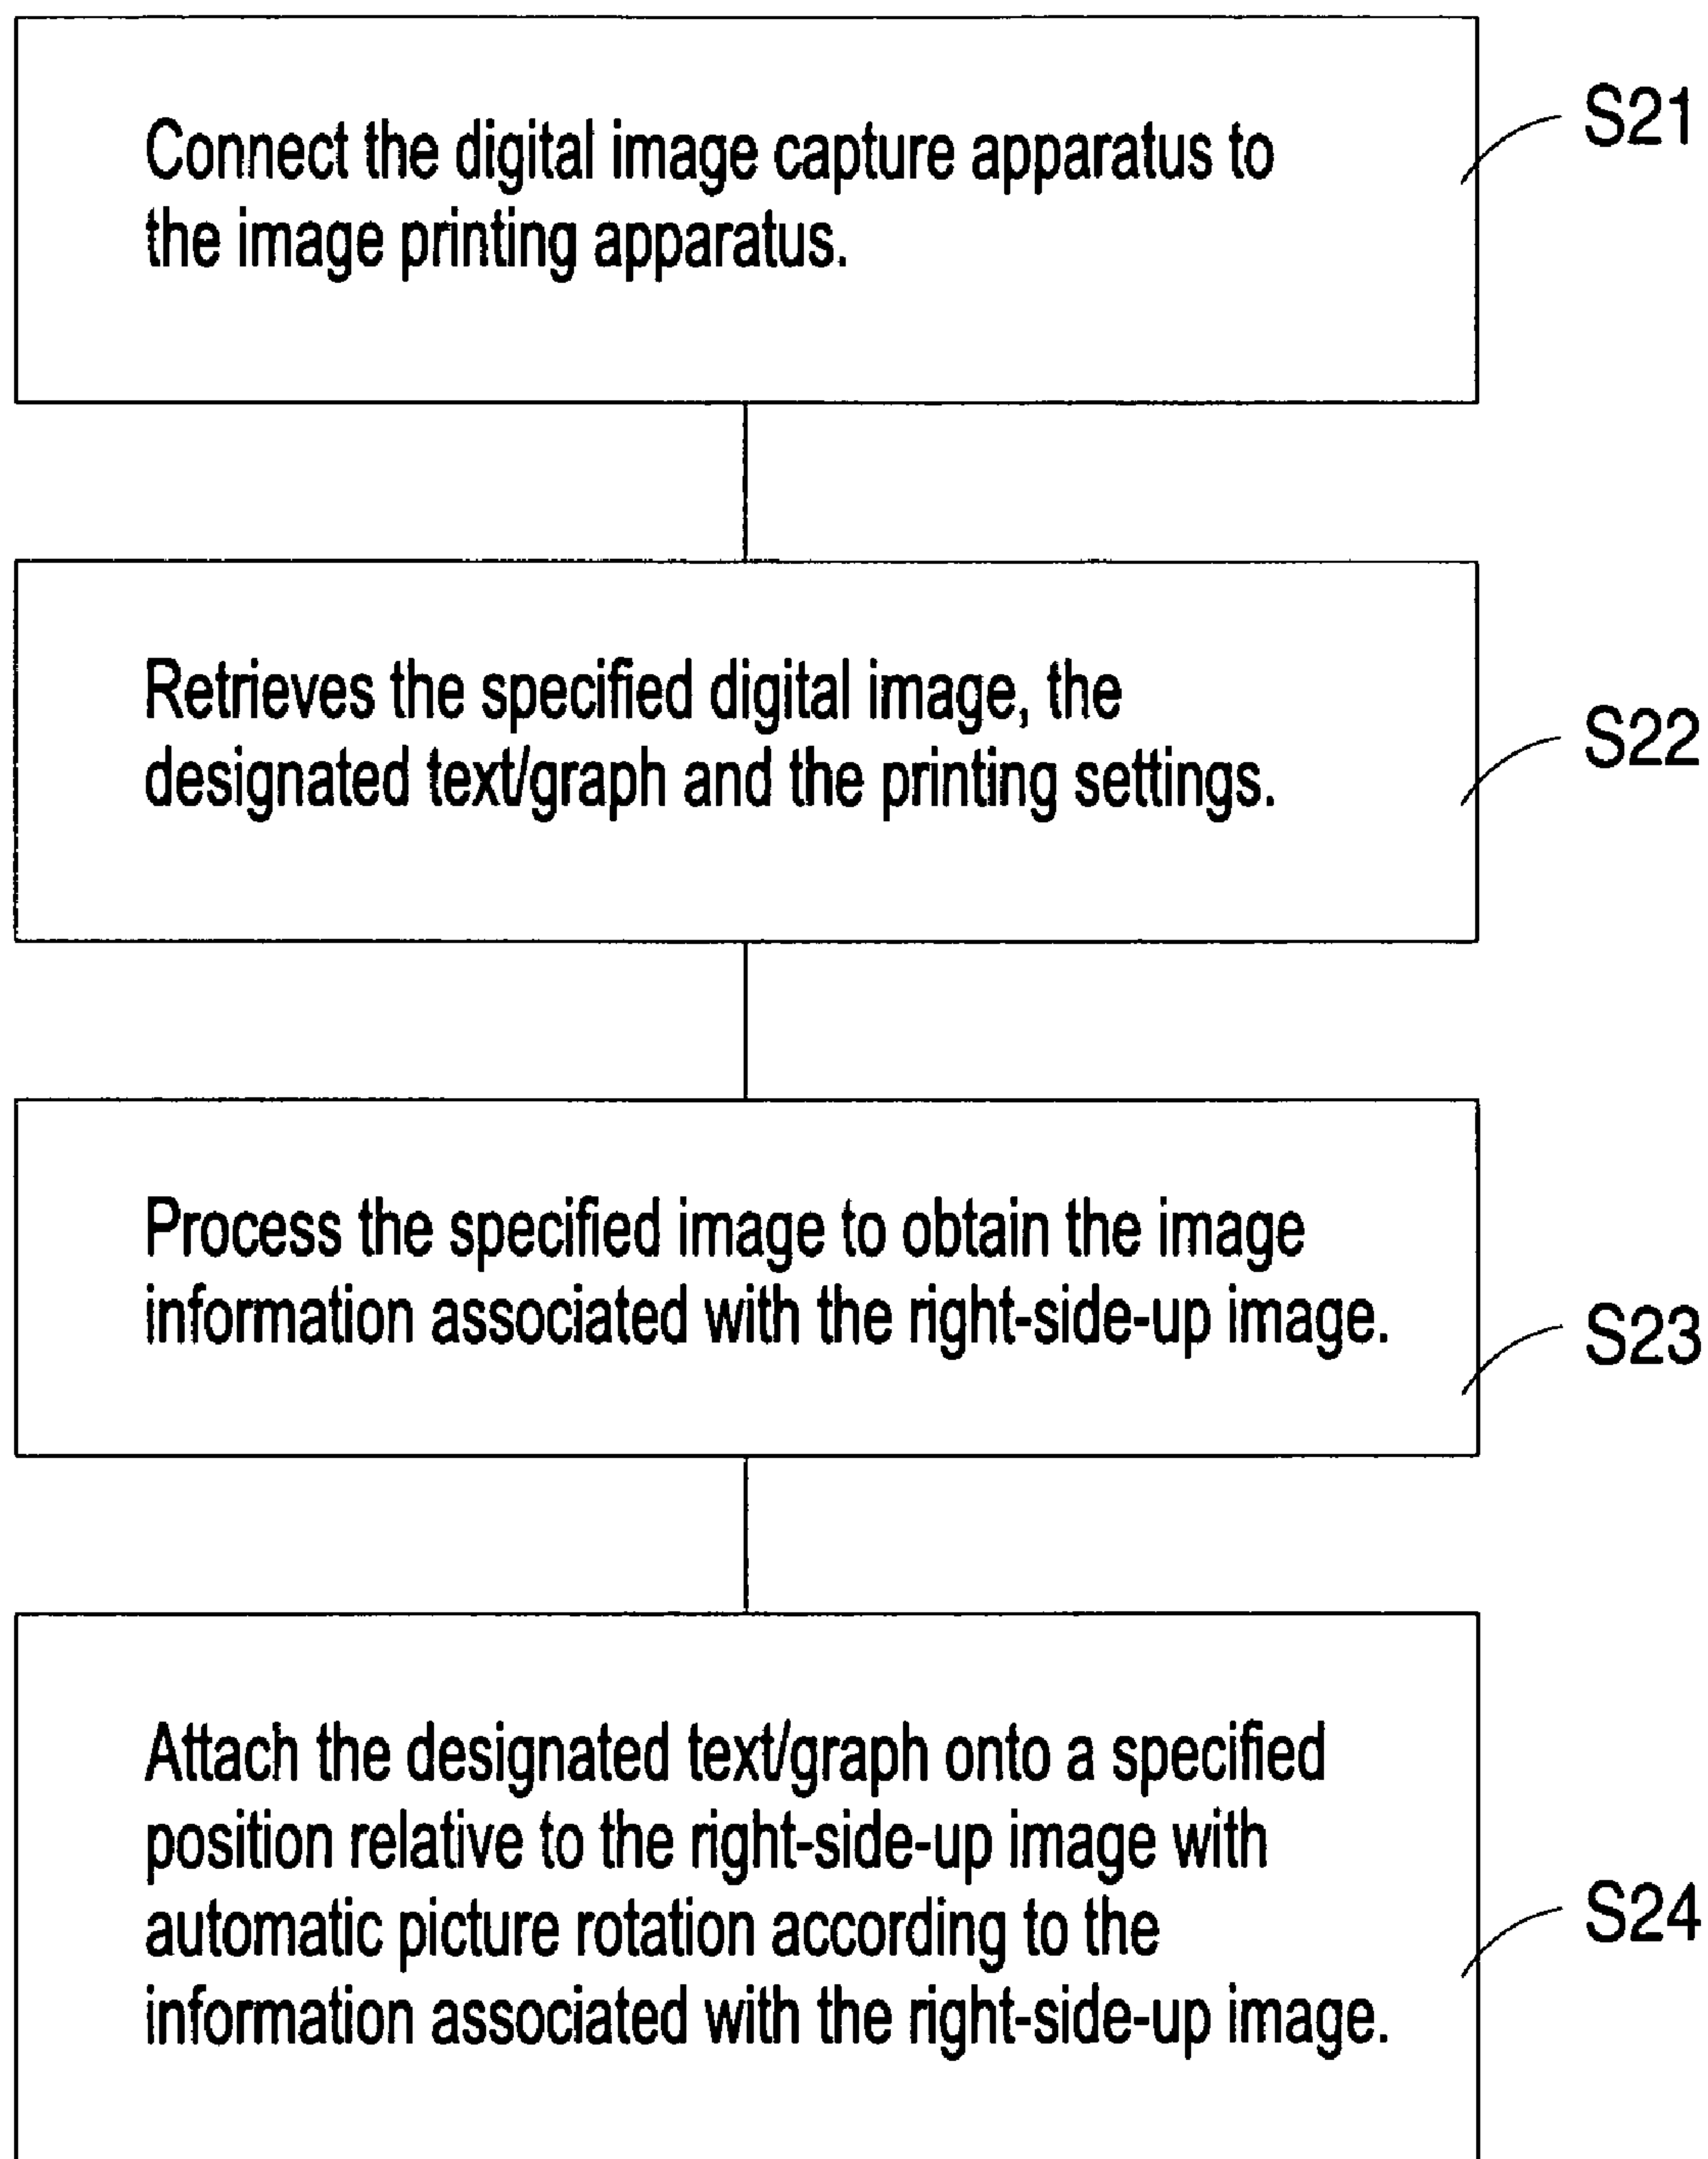 Connect the digital image capture apparatus to
the image printing apparatus.
S21
Retrieves the specified digital image, the
designated text/graph and the printing settings.
S22
Process the specified image to obtain the image
information associated with the right-side-up image.
S23
Attach the designated text/graph onto a specified
position relative to the right-side-up image with
automatic picture rotation according to the
information associated with the right-side-up image.
S24